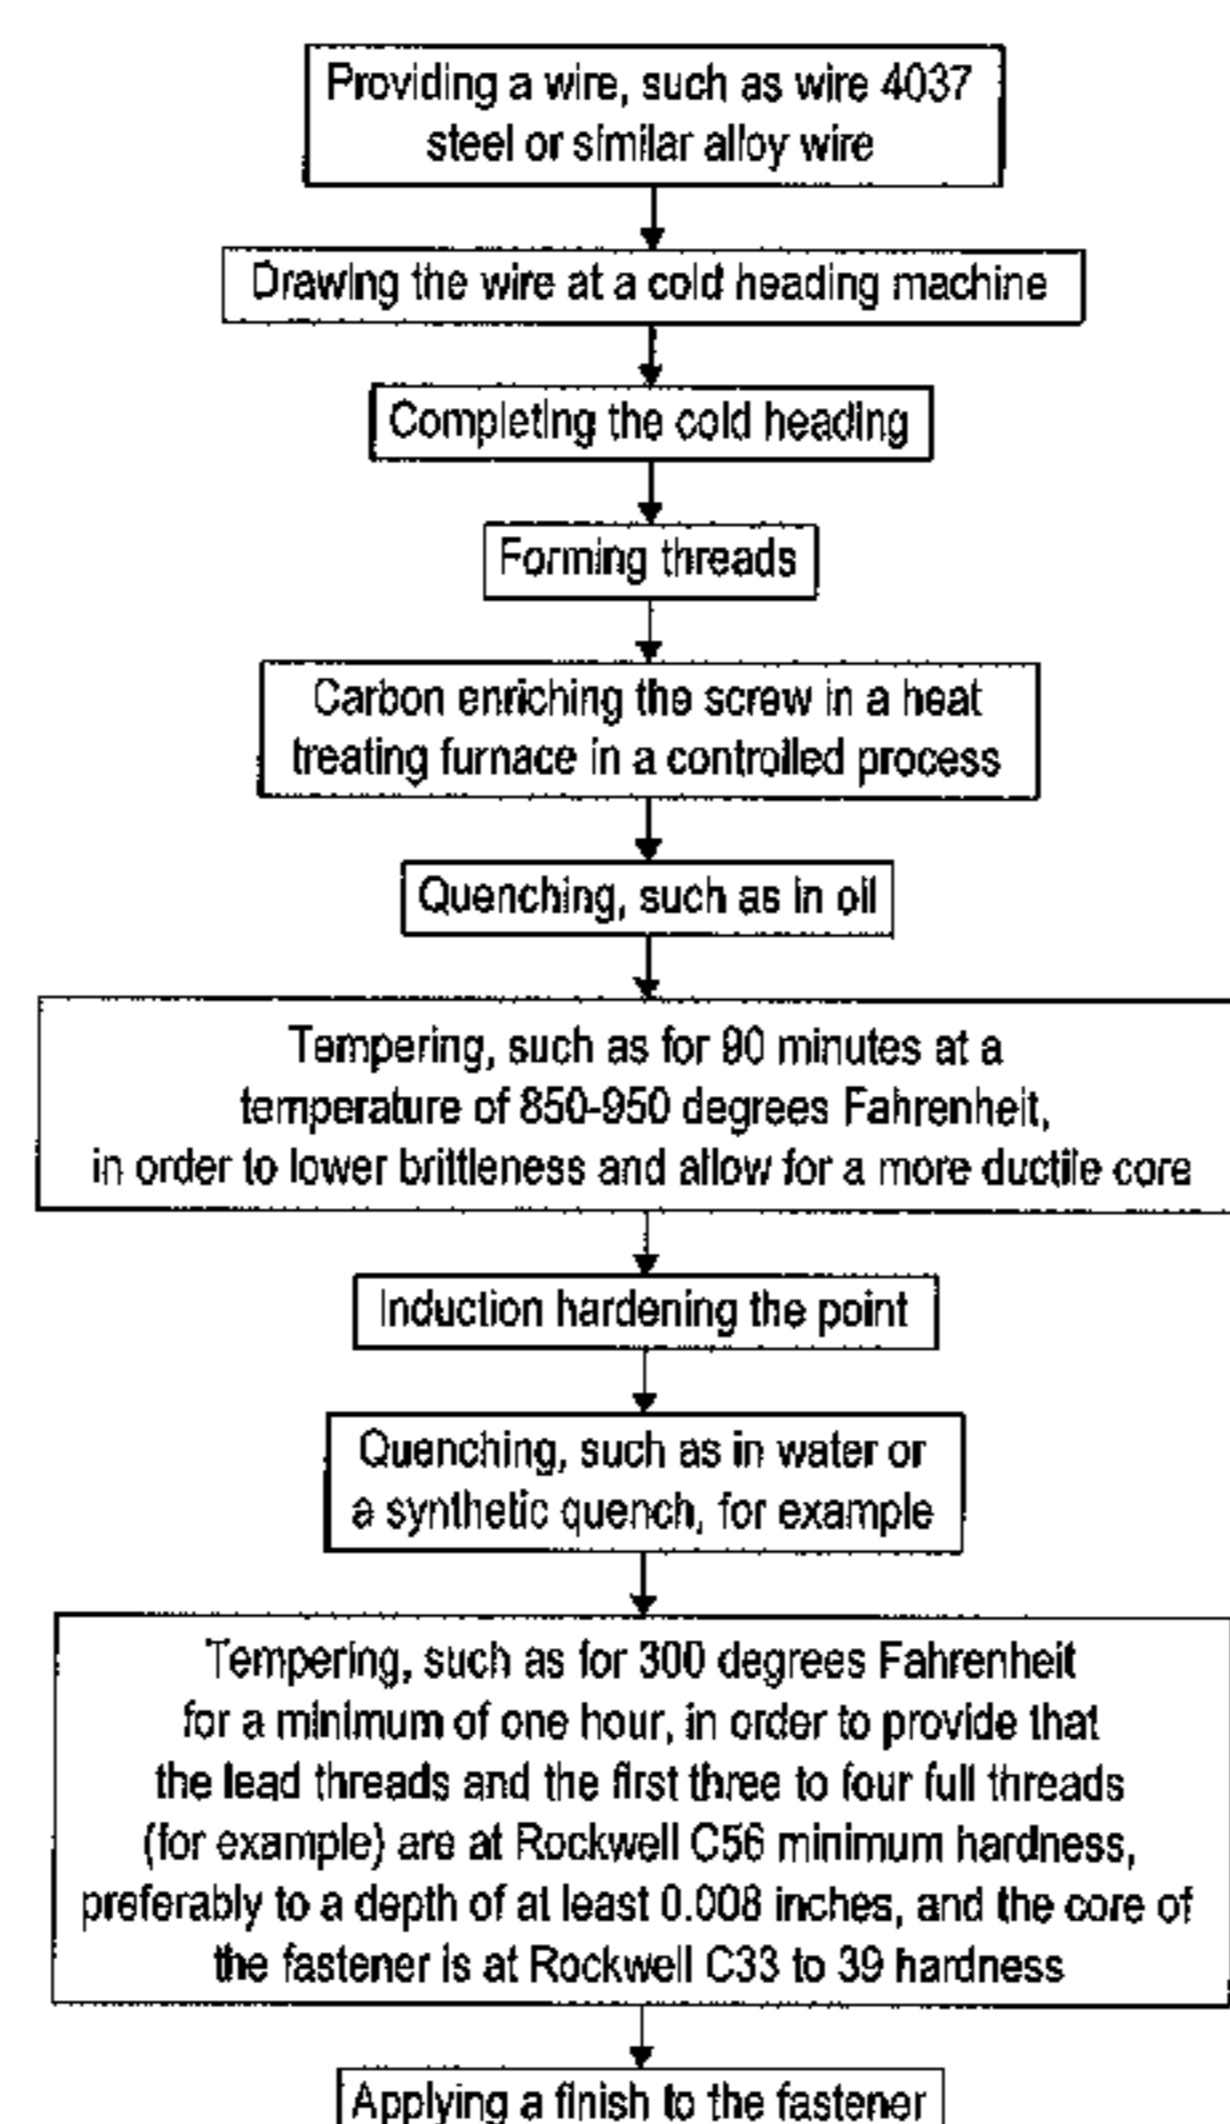 Providing a wire, such as wire 4037
steel or similar alloy wire
Drawing the wire at a cold heading machine
Completing the cold heading
Forming threads
Carbon enriching the screw in a heat
treating furnace in a controlled process
Quenching, such as in oil
Tempering, such as for 90 minutes at a
temperature of 850-950 degrees Fahrenheit,
in order to lower brittleness and allow for a more ductile core
Induction hardening the point
Quenching, such as in water or
a synthetic quench, for example
Tempering, such as for 300 degrees Fahrenheit
for a minimum of one hour, in order to provide that
the lead threads and the first three to four full threads
(for example) are at Rockwell C56 minimum hardness,
preferably to a depth of at least 0.008 inches, and the core of
the fastener is at Rockwell C33 to 39 hardness
Applying a finish to the fastener